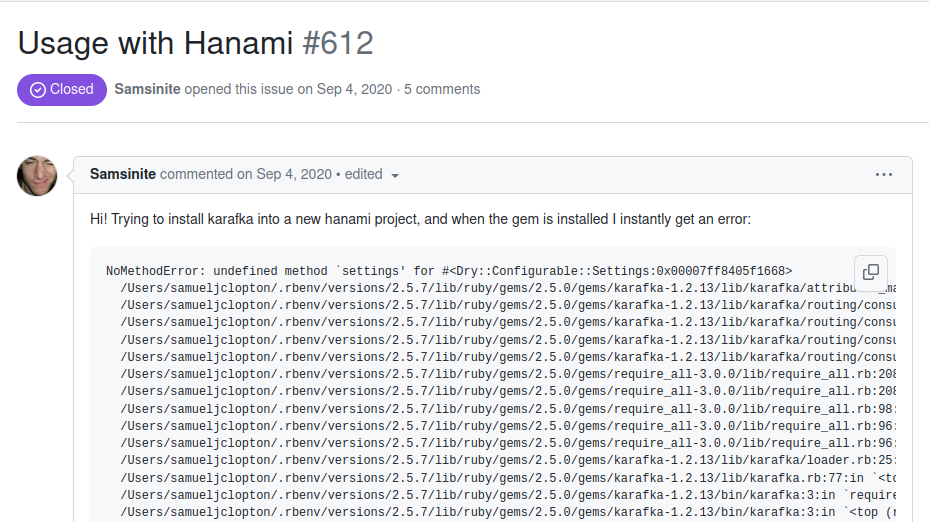 Usage with Hanami #612
Closed Samsinite opened this issue on Sep 4, 2020 · 5 comments
Samsinite commented on Sep 4, 2020 • edited
Hi! Trying to install karafka into a new hanami project, and when the gem is installed I instantly get an error:
NoMethodError: undefined method `settings' for #<Dry::Configurable::Settings:0x00007ff8405f1668>
/Users/samueljclopton/.rbenv/versions/2.5.7/lib/ruby/gems/2.5.0/gems/karafka-1.2.13/lib/karafka/attribu
/Users/samueljclopton/.rbenv/versions/2.5.7/lib/ruby/gems/2.5.0/gems/karafka-1.2.13/lib/karafka/routing/consu
/Users/samueljclopton/.rbenv/versions/2.5.7/lib/ruby/gems/2.5.0/gems/karafka-1.2.13/lib/karafka/routing/consu
/Users/samueljclopton/.rbenv/versions/2.5.7/lib/ruby/gems/2.5.0/gems/karafka-1.2.13/lib/karafka/routing/consu
/Users/samueljclopton/.rbenv/versions/2.5.7/lib/ruby/gems/2.5.0/gems/karafka-1.2.13/lib/karafka/routing/consu
/Users/samueljclopton/.rbenv/versions/2.5.7/lib/ruby/gems/2.5.0/gems/require_all-3.0.0/lib/require_all.rb:208
/Users/samueljclopton/.rbenv/versions/2.5.7/lib/ruby/gems/2.5.0/gems/require_all-3.0.0/lib/require_all.rb:208
/Users/samueljclopton/.rbenv/versions/2.5.7/lib/ruby/gems/2.5.0/gems/require_all-3.0.0/lib/require_all.rb:98:
/Users/samueljclopton/.rbenv/versions/2.5.7/lib/ruby/gems/2.5.0/gems/require_all-3.0.0/lib/require_all.rb:96:
/Users/samueljclopton/.rbenv/versions/2.5.7/lib/ruby/gems/2.5.0/gems/require_all-3.0.0/lib/require_all.rb:96:
/Users/samueljclopton/.rbenv/versions/2.5.7/lib/ruby/gems/2.5.0/gems/karafka-1.2.13/lib/karafka/loader.rb:25:
/Users/samueljclopton/.rbenv/versions/2.5.7/lib/ruby/gems/2.5.0/gems/karafka-1.2.13/lib/karafka.rb:77:in `<to
/Users/samueljclopton/.rbenv/versions/2.5.7/lib/ruby/gems/2.5.0/gems/karafka-1.2.13/bin/karafka:3:in `require
/Users/samueljclopton/.rbenv/versions/2.5.7/lib/ruby/gems/2.5.0/gems/karafka-1.2.13/bin/karafka:3:in `<top (r